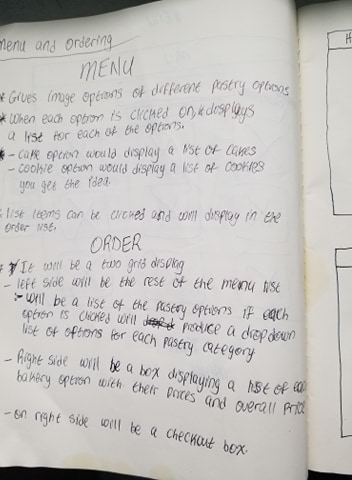 menu and ordering
MENU
* Gives image options of different pastry options
* When each option is clicked on, it displays
a list for each of the options.
* - cake option would display a list of cakes
- cookie option would display a list of cookies
you get the idea.
list items can be clicked and will display in the
order list.
ORDER
* It will be a two grid display
- left side will be the rest of the menu list
- will be a list of the pastry options if each
option is clicked will produce a dropdown
list of options for each pastry category
- Right side will be a box displaying a list of each
bakery option with their prices and overall price
- on right side will be a checkout box.
H